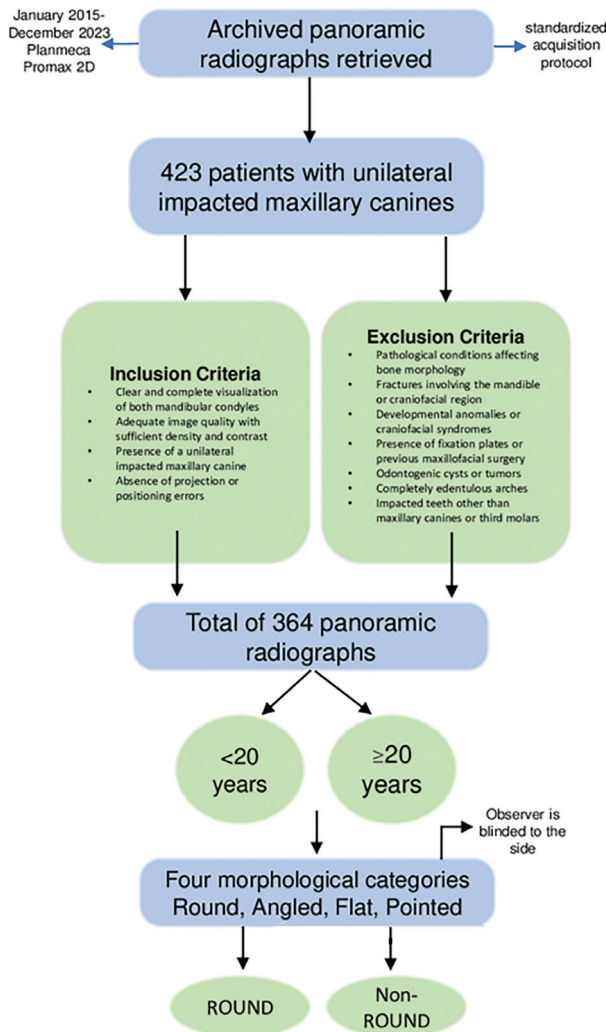 January 2015-
December 2023
Planmeca
Promax 2D
Archived panoramic
radiographs retrieved
standardized
acquisition
protocol
423 patients with unilateral
impacted maxillary canines
Inclusion Criteria
• Clear and complete visualization
of both mandibular condyles
• Adequate image quality with
sufficient density and contrast
• Presence of a unilateral
impacted maxillary canine
• Absence of projection or
positioning errors
Exclusion Criteria
• Pathological conditions affecting
bone morphology
• Fractures involving the mandible
or craniofacial region
• Developmental anomalies or
craniofacial syndromes
• Presence of fixation plates or
previous maxillofacial surgery
• Odontogenic cysts or tumors
• Completely edentulous arches
• Impacted teeth other than
maxillary canines or third molars
Total of 364 panoramic
radiographs
<20
years
≥20
years
Observer is
blinded to the
side
Four morphological categories
Round, Angled, Flat, Pointed
ROUND
Non-
ROUND